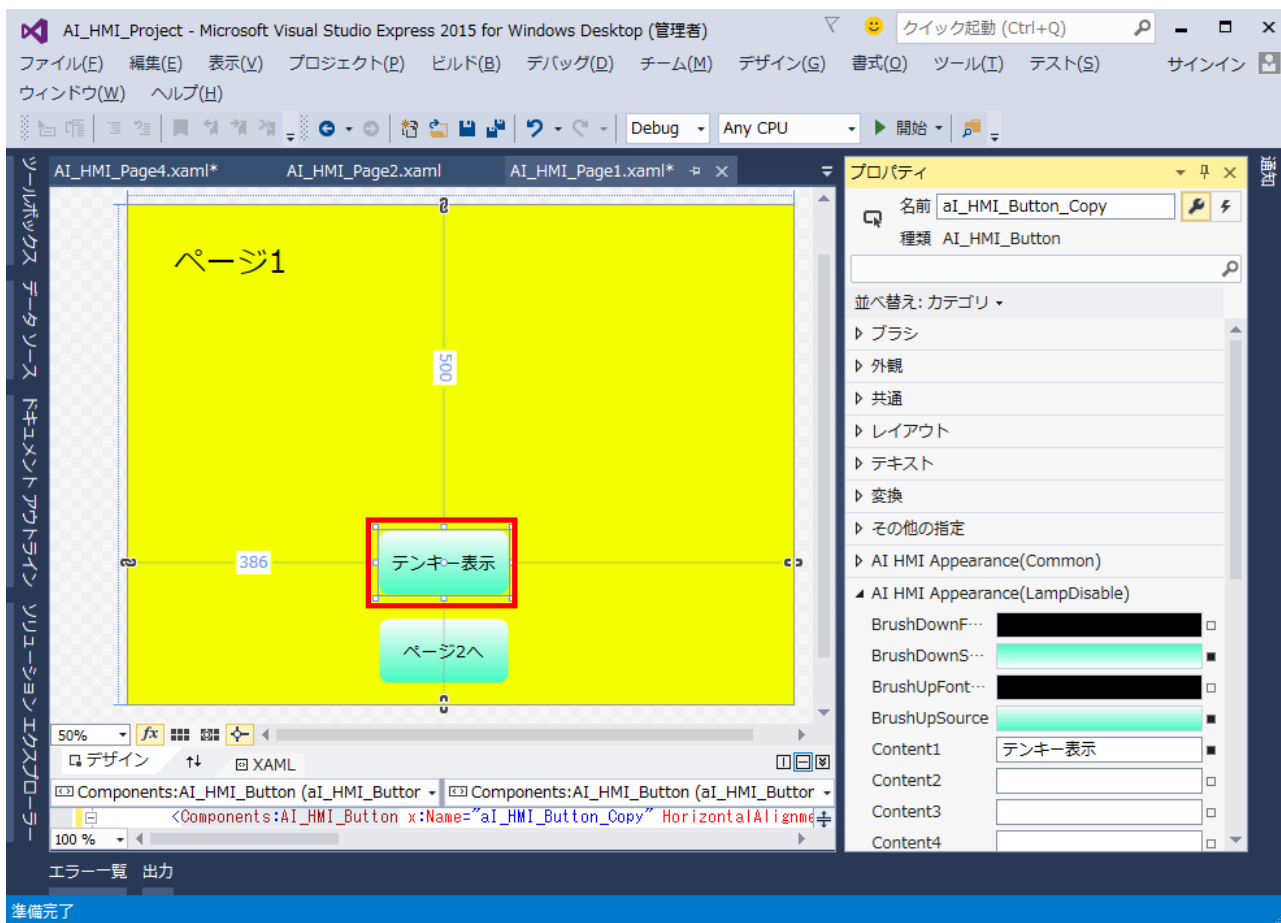 AI_HMI_Project - Microsoft Visual Studio Express 2015 for Windows Desktop (管理者)
クイック起動 (Ctrl+Q)
ファイル(F) 編集(E) 表示(V) プロジェクト(P) ビルド(B) デバッグ(D) チーム(M) デザイン(G) 書式(O) ツール(T) テスト(S) サインイン
ウィンドウ(W) ヘルプ(H)
Debug Any CPU 開始
ツールボックス
データ ソース
ドキュメント アウトライン
ソリューション エクスプローラー
AI_HMI_Page4.xaml* AI_HMI_Page2.xaml AI_HMI_Page1.xaml*
ページ1
500
386
テンキー表示
ページ2へ
50% fx
デザイン XAML
Components:AI_HMI_Button (aI_HMI_Buttor Components:AI_HMI_Button (aI_HMI_Buttor
<Components:AI_HMI_Button x:Name="aI_HMI_Button_Copy" HorizontalAlignme
100 %
プロパティ
名前 aI_HMI_Button_Copy
種類 AI_HMI_Button
並べ替え: カテゴリ
ブラシ
外観
共通
レイアウト
テキスト
変換
その他の指定
AI HMI Appearance(Common)
AI HMI Appearance(LampDisable)
BrushDownF…
BrushDownS…
BrushUpFont…
BrushUpSource
Content1 テンキー表示
Content2
Content3
Content4
通知
エラー一覧 出力
準備完了